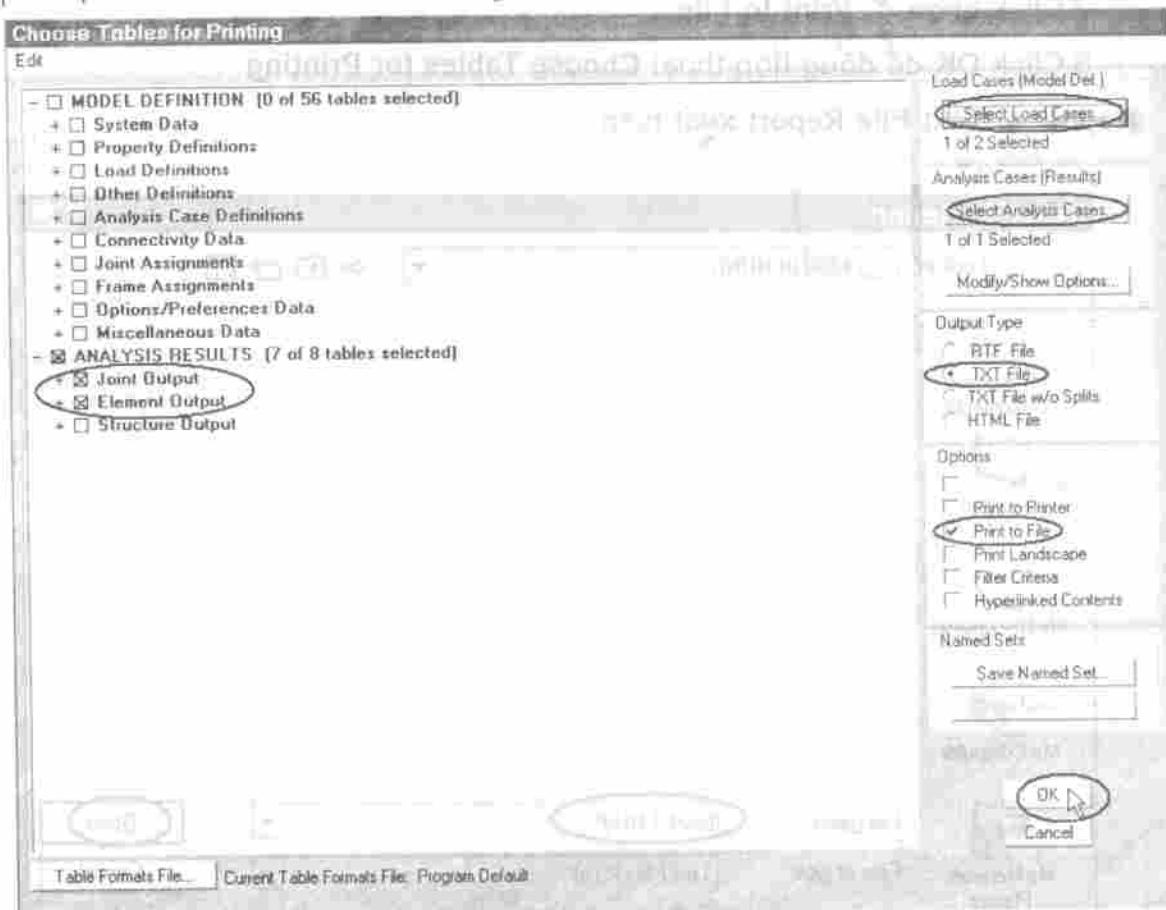 Choose Tables for Printing
Edit
MODEL DEFINITION (0 of 56 tables selected)
System Data
Property Definitions
Load Definitions
Other Definitions
Analysis Case Definitions
Connectivity Data
Joint Assignments
Frame Assignments
Options/Preferences Data
Miscellaneous Data
ANALYSIS RESULTS (7 of 8 tables selected)
Joint Output
Element Output
Structure Output
Load Cases (Model Def.)
Select Load Cases...
1 of 2 Selected
Analysis Cases (Results)
Select Analysis Cases...
1 of 1 Selected
Modify/Show Options...
Output Type
RTF File
TXT File
TXT File w/o Splits
HTML File
Options
Print to Printer
Print to File
Print Landscape
Filter Criteria
Hyperlinked Contents
Named Sets
Save Named Set...
OK
Cancel
Table Formats File...
Current Table Formats File: Program Default